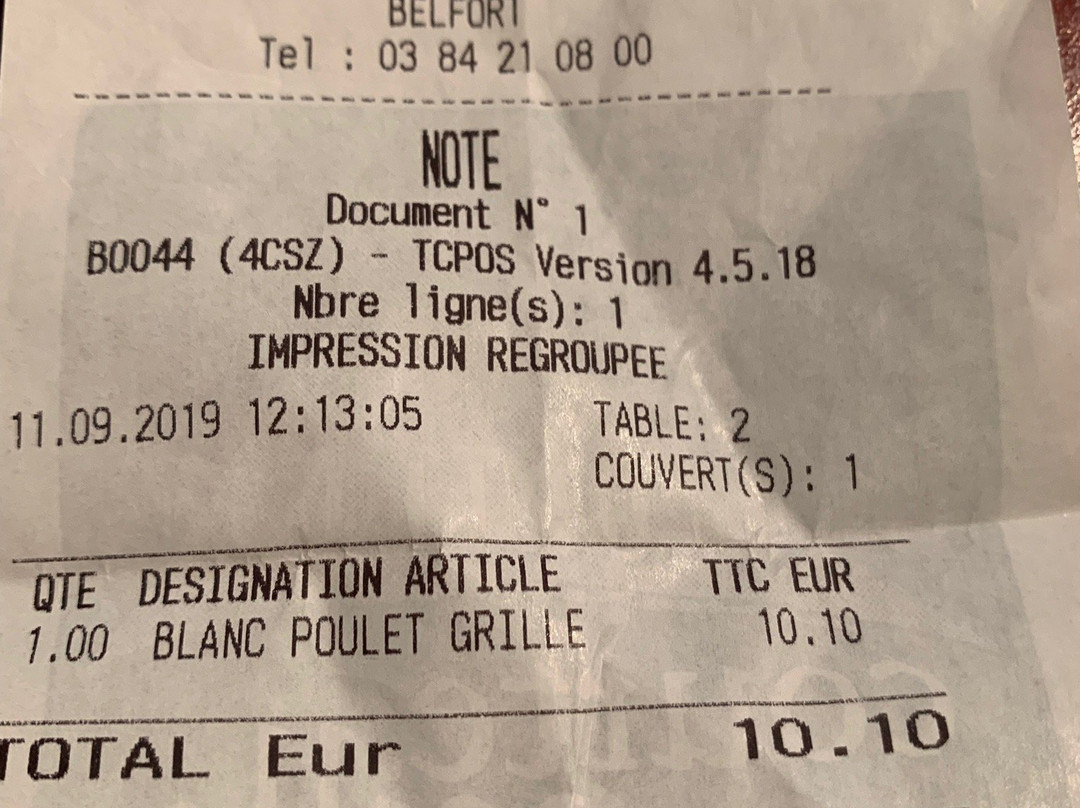 BELFORT
Tel : 03 84 21 08 00
NOTE
Document N° 1
B0044 (4CSZ) - TCPOS Version 4.5.18
Nbre ligne(s): 1
IMPRESSION REGROUPEE
11.09.2019 12:13:05 TABLE: 2
COUVERT(S): 1
QTE DESIGNATION ARTICLE TTC EUR
1.00 BLANC POULET GRILLE 10.10
TOTAL Eur 10.10